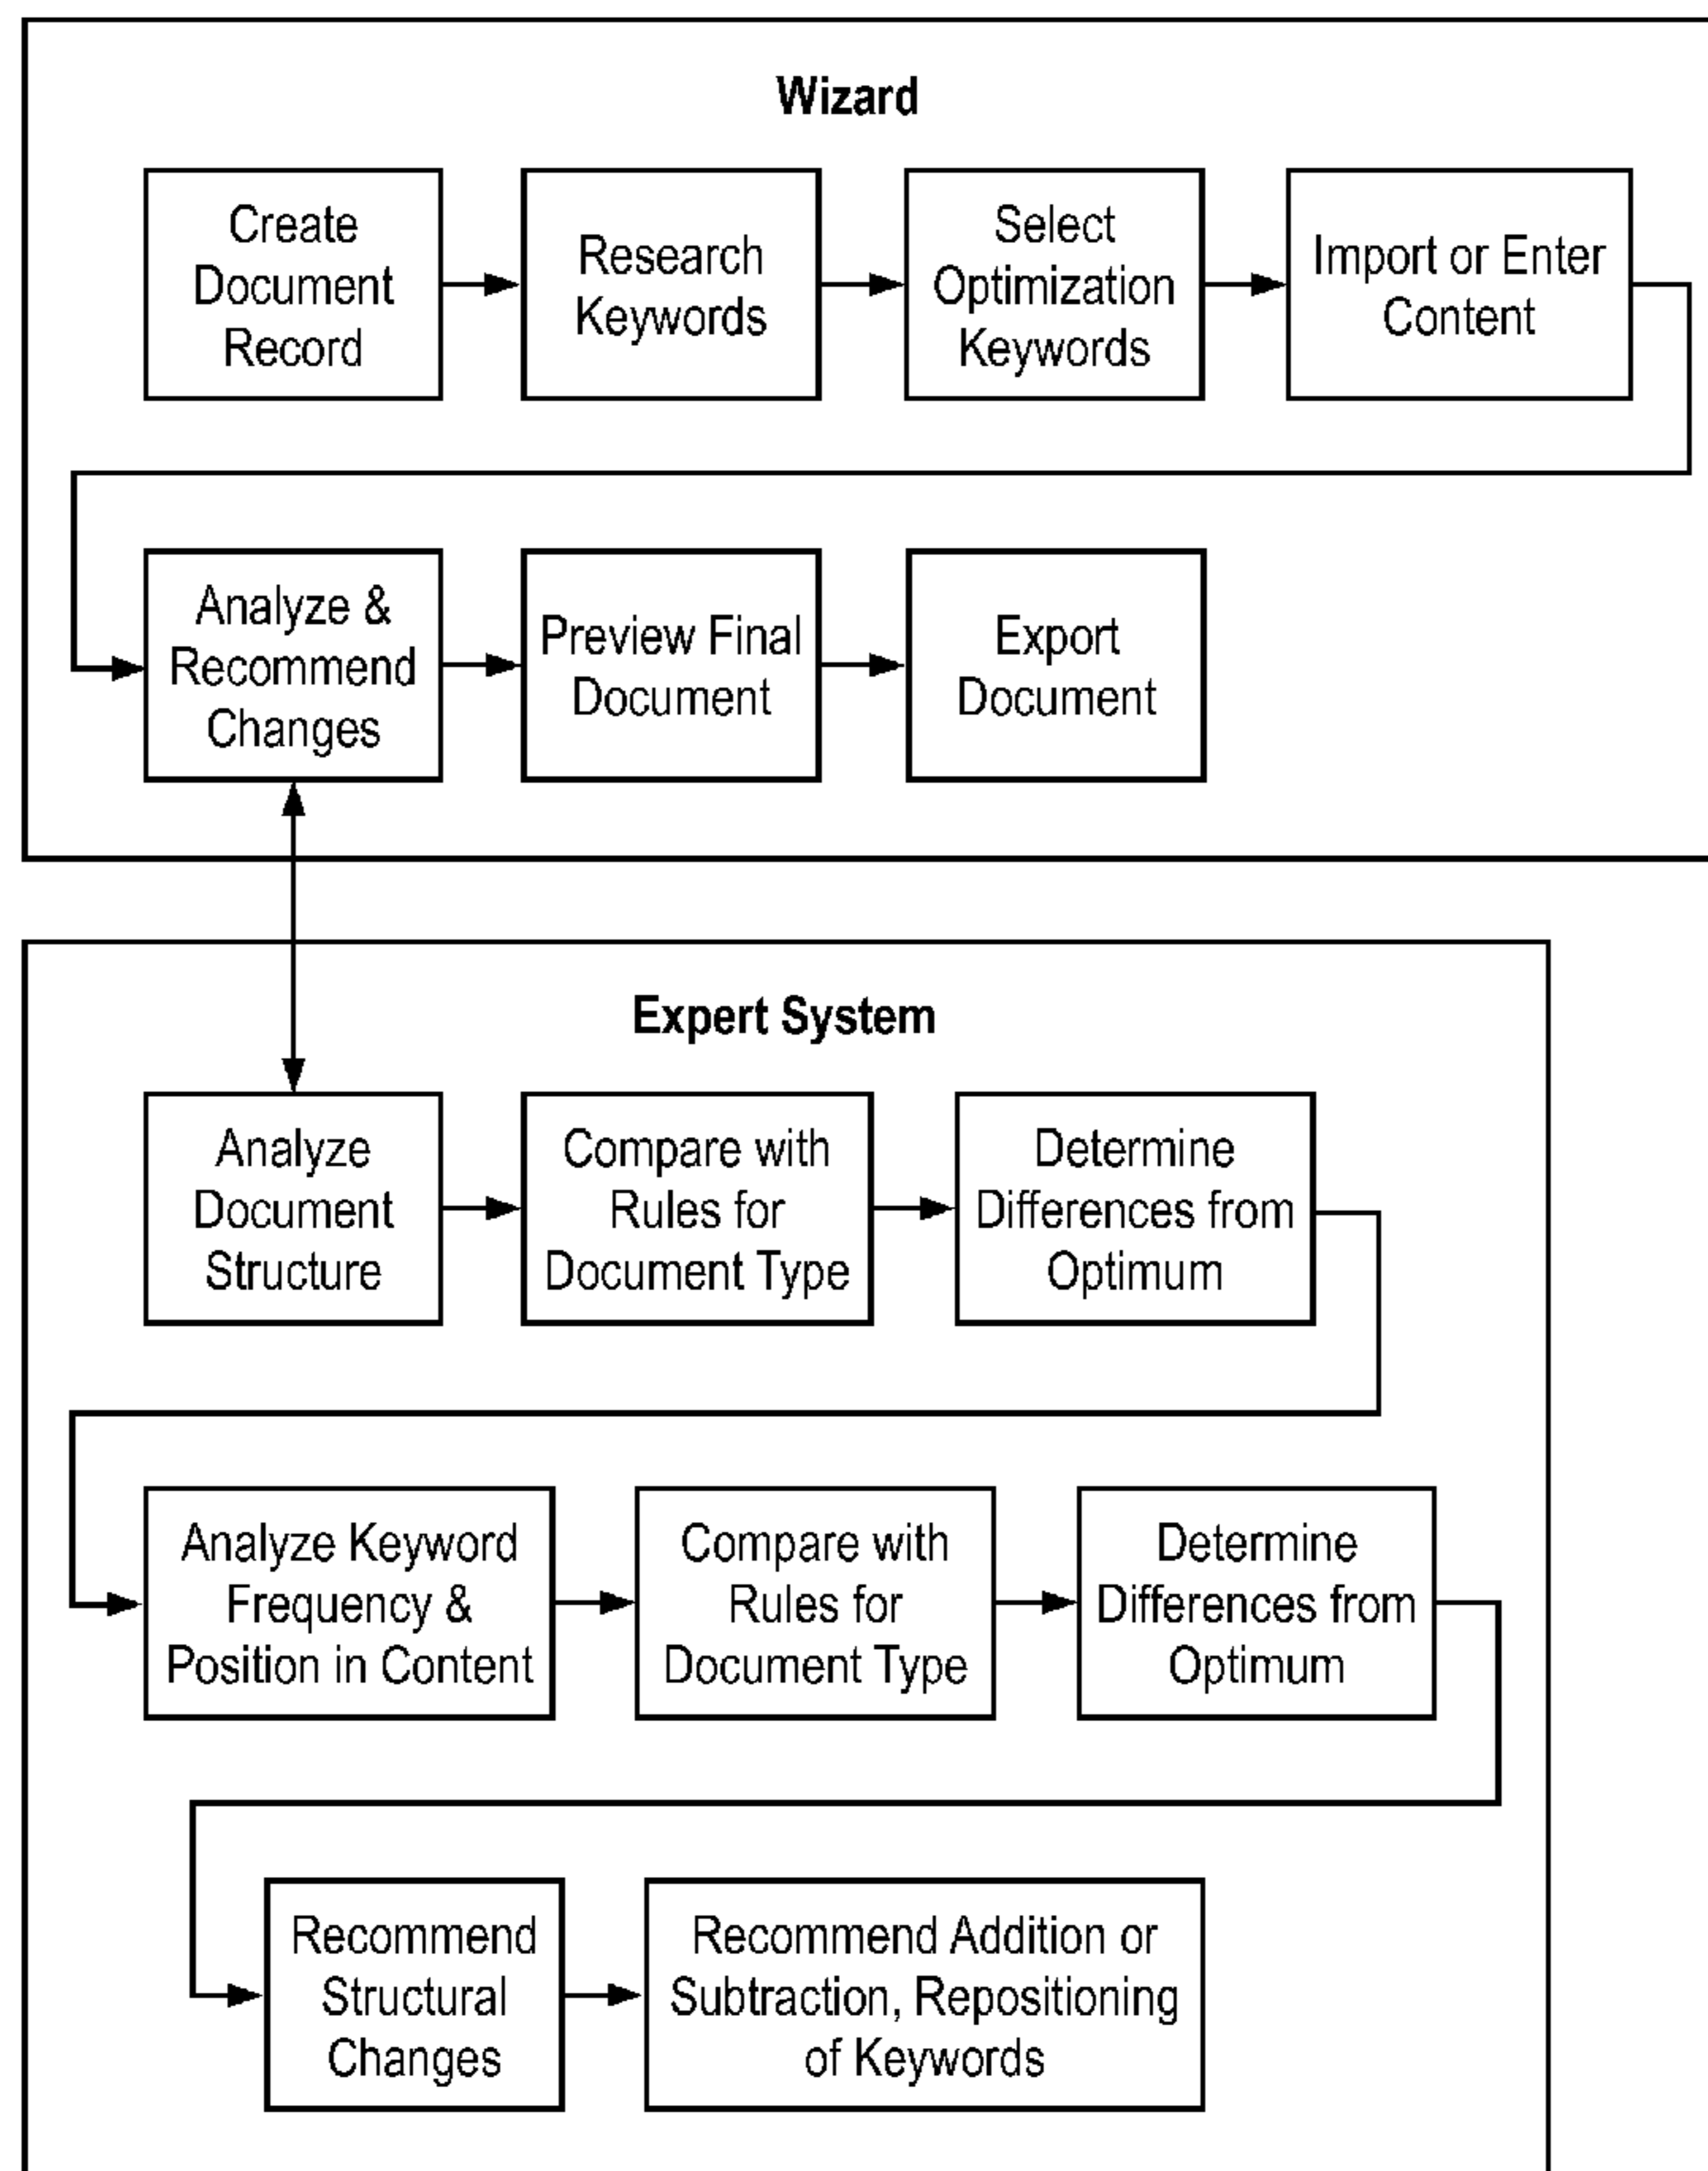 Wizard
Create
Document
Record
Research
Keywords
Select
Optimization
Keywords
Import or Enter
Content
Analyze &
Recommend
Changes
Preview Final
Document
Export
Document
Expert System
Analyze
Document
Structure
Compare with
Rules for
Document Type
Determine
Differences from
Optimum
Analyze Keyword
Frequency &
Position in Content
Compare with
Rules for
Document Type
Determine
Differences from
Optimum
Recommend
Structural
Changes
Recommend Addition or
Subtraction, Repositioning
of Keywords